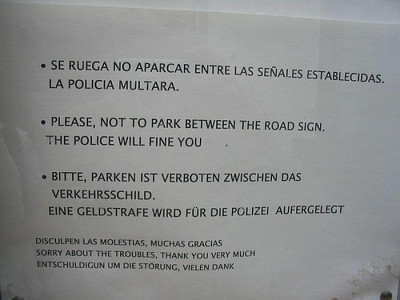 • SE RUEGA NO APARCAR ENTRE LAS SEÑALES ESTABLECIDAS.
LA POLICIA MULTARA.
• PLEASE, NOT TO PARK BETWEEN THE ROAD SIGN.
THE POLICE WILL FINE YOU .
• BITTE, PARKEN IST VERBOTEN ZWISCHEN DAS
VERKEHRSSCHILD.
EINE GELDSTRAFE WIRD FÜR DIE POLIZEI AUFERGELEGT
DISCULPEN LAS MOLESTIAS, MUCHAS GRACIAS
SORRY ABOUT THE TROUBLES, THANK YOU VERY MUCH
ENTSCHULDIGUN UM DIE STÖRUNG, VIELEN DANK